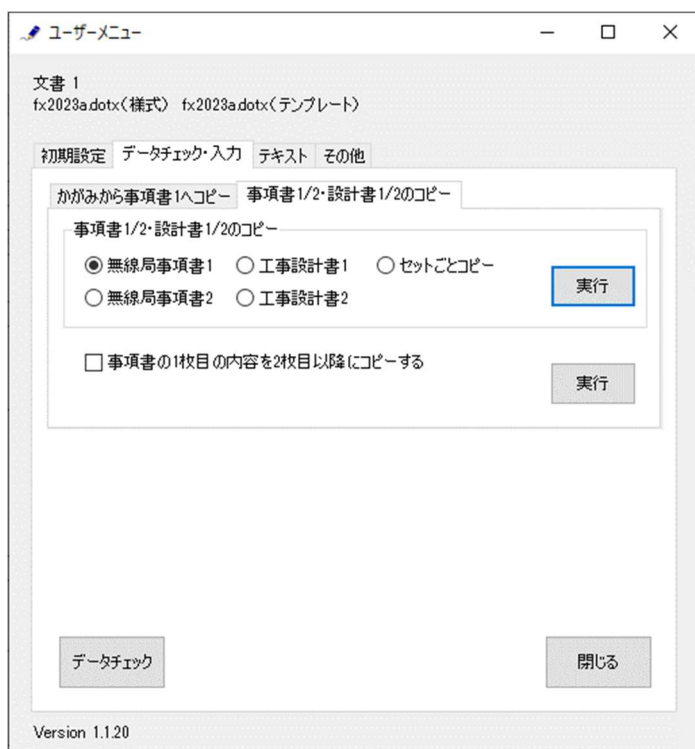 ユーザーメニュー
文書 1
fx2023a.dotx(様式) fx2023a.dotx(テンプレート)
初期設定 データチェック・入力 テキスト その他
かがみから事項書1へコピー 事項書1/2・設計書1/2のコピー
事項書1/2・設計書1/2のコピー
無線局事項書1 工事設計書1 セットごとコピー
実行
無線局事項書2 工事設計書2
事項書の1枚目の内容を2枚目以降にコピーする
実行
データチェック 閉じる
Version 1.1.20